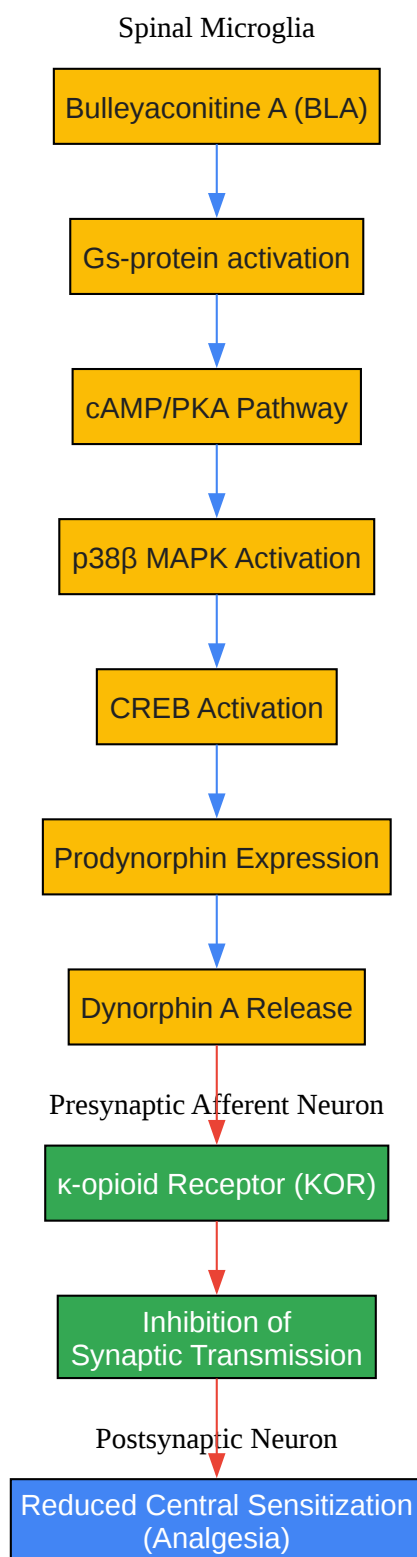 Spinal Microglia
Bulleyaconitine A (BLA)
Gs-protein activation
cAMP/PKA Pathway
p38β MAPK Activation
CREB Activation
Prodynorphin Expression
Dynorphin A Release
Presynaptic Afferent Neuron
κ-opioid Receptor (KOR)
Inhibition of
Synaptic Transmission
Postsynaptic Neuron
Reduced Central Sensitization
(Analgesia)